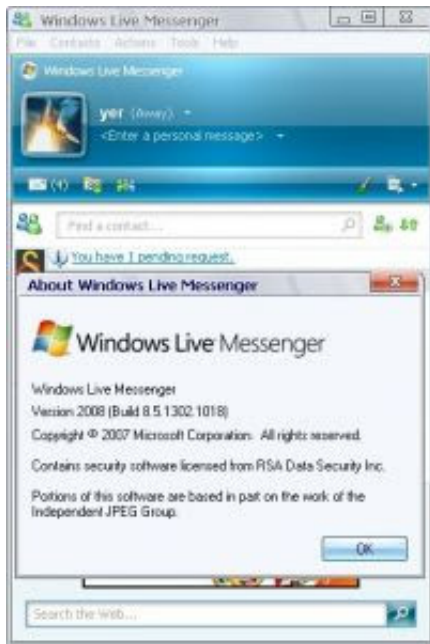 Windows Live Messenger
File Contacts Actions Tools Help
Windows Live Messenger
yer (Away)
<Enter a personal message>
(4)
Find a contact...
You have 1 pending request.
About Windows Live Messenger
Windows Live Messenger
Windows Live Messenger
Version 2008 (Build 8.5.1302.1018)
Copyright © 2007 Microsoft Corporation. All rights reserved.
Contains security software licensed from RSA Data Security Inc.
Portions of this software are based in part on the work of the
Independent JPEG Group.
OK
Search the Web...